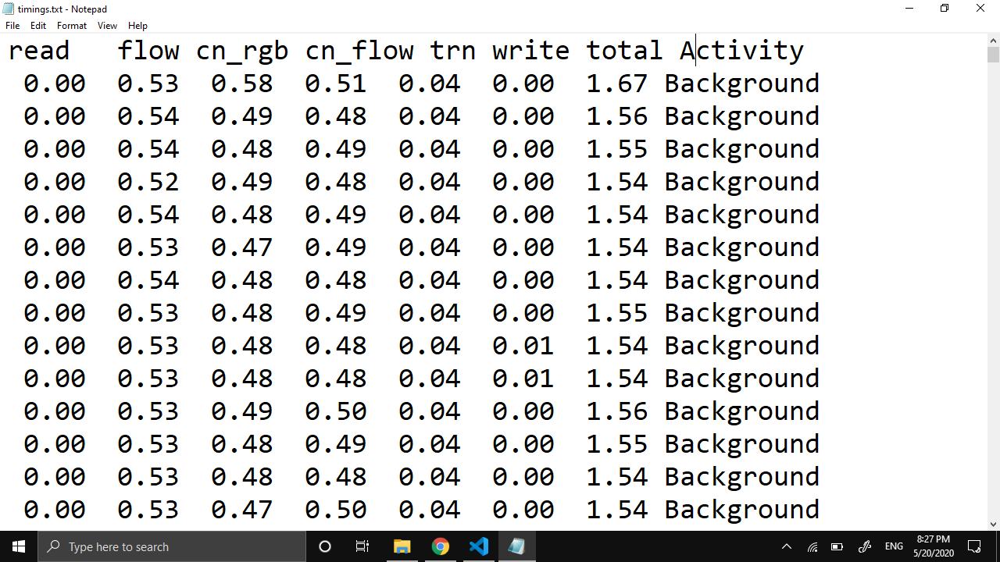 timings.txt - Notepad
File Edit Format View Help
read flow cn_rgb cn_flow trn write total Activity
0.00 0.53 0.58 0.51 0.04 0.00 1.67 Background
0.00 0.54 0.49 0.48 0.04 0.00 1.56 Background
0.00 0.54 0.48 0.49 0.04 0.00 1.55 Background
0.00 0.52 0.49 0.48 0.04 0.00 1.54 Background
0.00 0.54 0.48 0.49 0.04 0.00 1.54 Background
0.00 0.53 0.47 0.49 0.04 0.00 1.54 Background
0.00 0.54 0.48 0.48 0.04 0.00 1.54 Background
0.00 0.53 0.48 0.49 0.04 0.00 1.55 Background
0.00 0.53 0.48 0.48 0.04 0.01 1.54 Background
0.00 0.53 0.48 0.48 0.04 0.01 1.54 Background
0.00 0.53 0.49 0.50 0.04 0.00 1.56 Background
0.00 0.53 0.48 0.49 0.04 0.00 1.55 Background
0.00 0.53 0.48 0.48 0.04 0.00 1.54 Background
0.00 0.53 0.47 0.50 0.04 0.00 1.54 Background
Type here to search
ENG
8:27 PM
5/20/2020